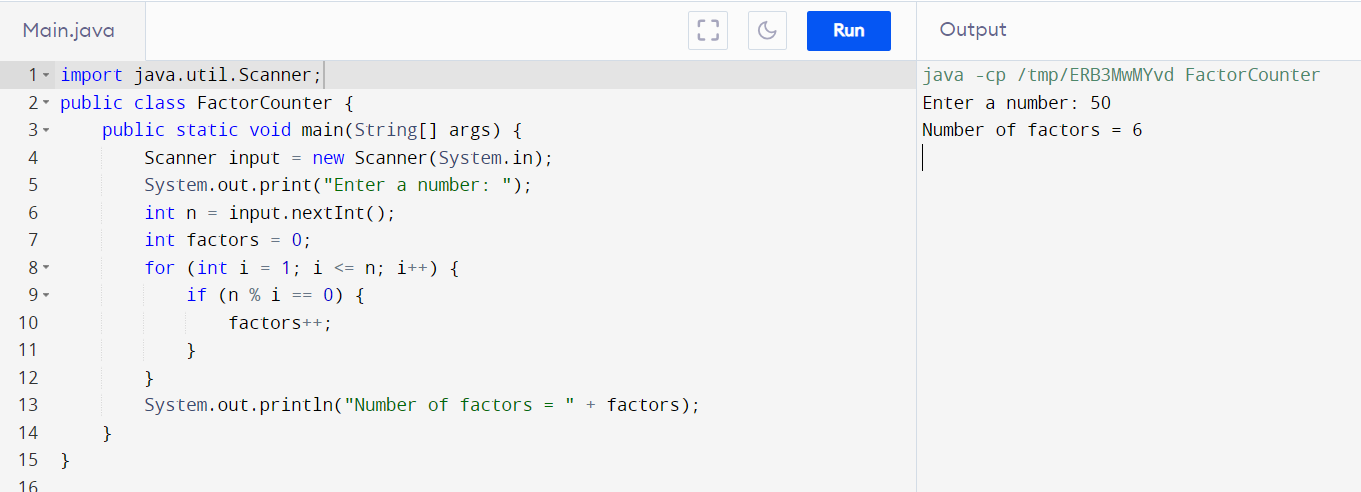 Main.java
Run
Output
1 import java.util.Scanner;
2 public class FactorCounter {
3     public static void main(String[] args) {
4         Scanner input = new Scanner(System.in);
5         System.out.print("Enter a number: ");
6         int n = input.nextInt();
7         int factors = 0;
8         for (int i = 1; i <= n; i++) {
9             if (n % i == 0) {
10                 factors++;
11             }
12         }
13         System.out.println("Number of factors = " + factors);
14     }
15 }
16
java -cp /tmp/ERB3MwMYvd FactorCounter
Enter a number: 50
Number of factors = 6